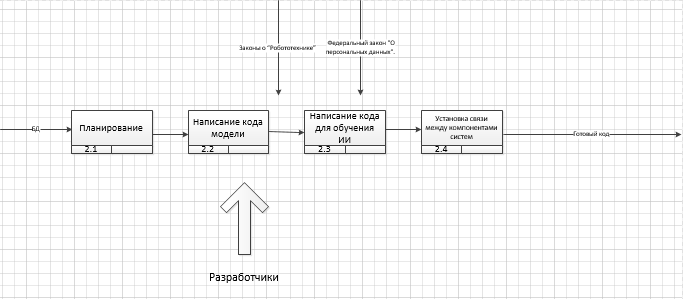 Законы о "Робототехнике"
Федеральный закон "О
персональных данных".
БД
Планирование
2.1
Написание кода
модели
2.2
Написание кода
для обучения
ИИ
2.3
Установка связи
между компонентами
систем
2.4
Готовый код
Разработчики